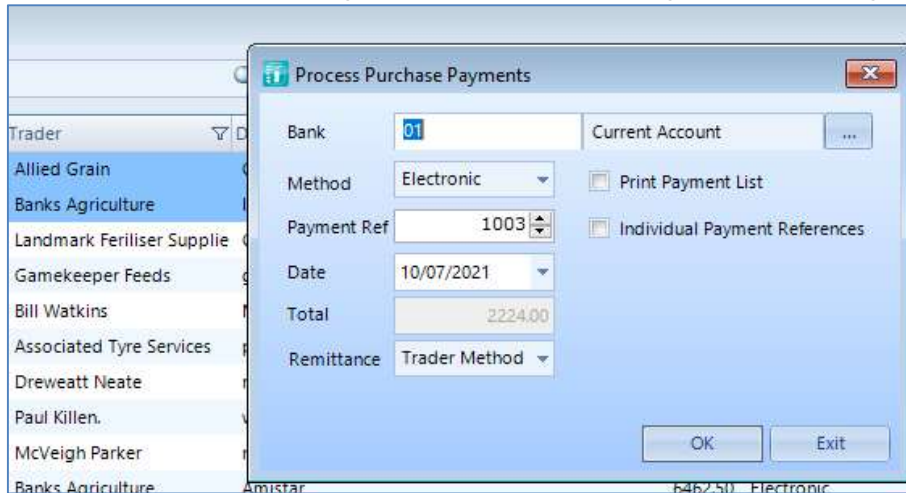 Process Purchase Payments
Trader
Bank 01 Current Account ...
Allied Grain
Method Electronic Print Payment List
Banks Agriculture
Payment Ref 1003 Individual Payment References
Landmark Feriliser Supplie
Gamekeeper Feeds
Date 10/07/2021
Bill Watkins
Total 2224.00
Associated Tyre Services
Remittance Trader Method
Dreweatt Neate
Paul Killen.
McVeigh Parker
OK Exit
Banks Agriculture Amistar 6462.50 Electronic